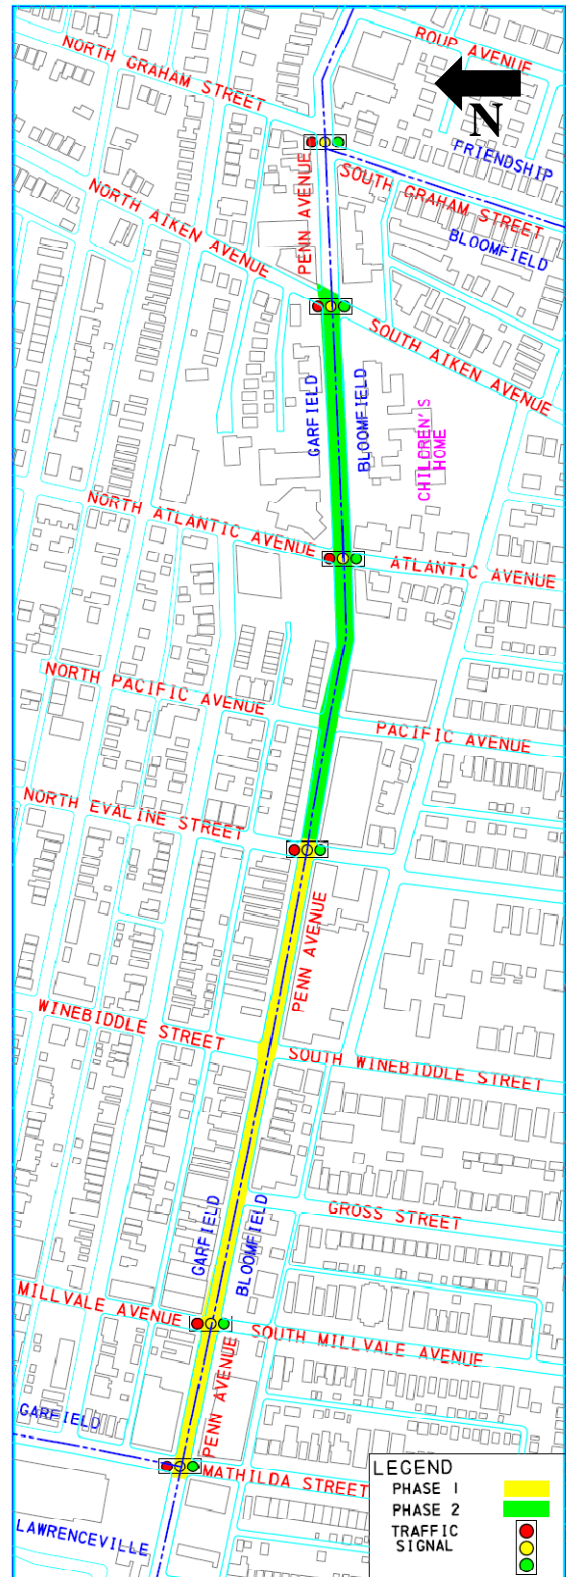 ROUP AVENUE
NORTH GRAHAM STREET
N
FRIENDSHIP
PENN AVENUE
SOUTH GRAHAM STREET
NORTH AIKEN AVENUE
BLOOMFIELD
SOUTH AIKEN AVENUE
GARFIELD
BLOOMFIELD
CHILDREN'S
HOME
NORTH ATLANTIC AVENUE
ATLANTIC AVENUE
NORTH PACIFIC AVENUE
PACIFIC AVENUE
NORTH EVALINE STREET
PENN AVENUE
WINEBIDDLE STREET
SOUTH WINEBIDDLE STREET
GARFIELD
BLOOMFIELD
GROSS STREET
MILLVALE AVENUE
SOUTH MILLVALE AVENUE
PENN AVENUE
GARFIELD
MATHILDA STREET
LAWRENCEVILLE
LEGEND
PHASE 1
PHASE 2
TRAFFIC
SIGNAL